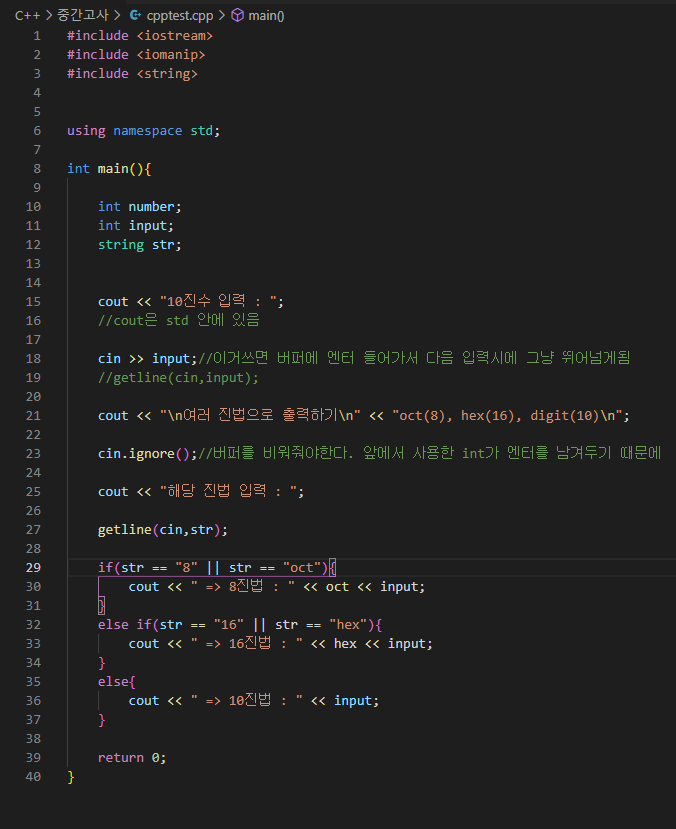 C++ > 중간고사 > cpptest.cpp > main()
1 #include <iostream>
2 #include <iomanip>
3 #include <string>
4
5
6 using namespace std;
7
8 int main(){
9
10 int number;
11 int input;
12 string str;
13
14
15 cout << "10진수 입력 : ";
16 //cout은 std 안에 있음
17
18 cin >> input;//이거쓰면 버퍼에 엔터 들어가서 다음 입력시에 그냥 뛰어넘게됨
19 //getline(cin,input);
20
21 cout << "\n여러 진법으로 출력하기\n" << "oct(8), hex(16), digit(10)\n";
22
23 cin.ignore();//버퍼를 비워줘야한다. 앞에서 사용한 int가 엔터를 남겨두기 때문에
24
25 cout << "해당 진법 입력 : ";
26
27 getline(cin,str);
28
29 if(str == "8" || str == "oct"){
30 cout << " => 8진법 : " << oct << input;
31 }
32 else if(str == "16" || str == "hex"){
33 cout << " => 16진법 : " << hex << input;
34 }
35 else{
36 cout << " => 10진법 : " << input;
37 }
38
39 return 0;
40 }